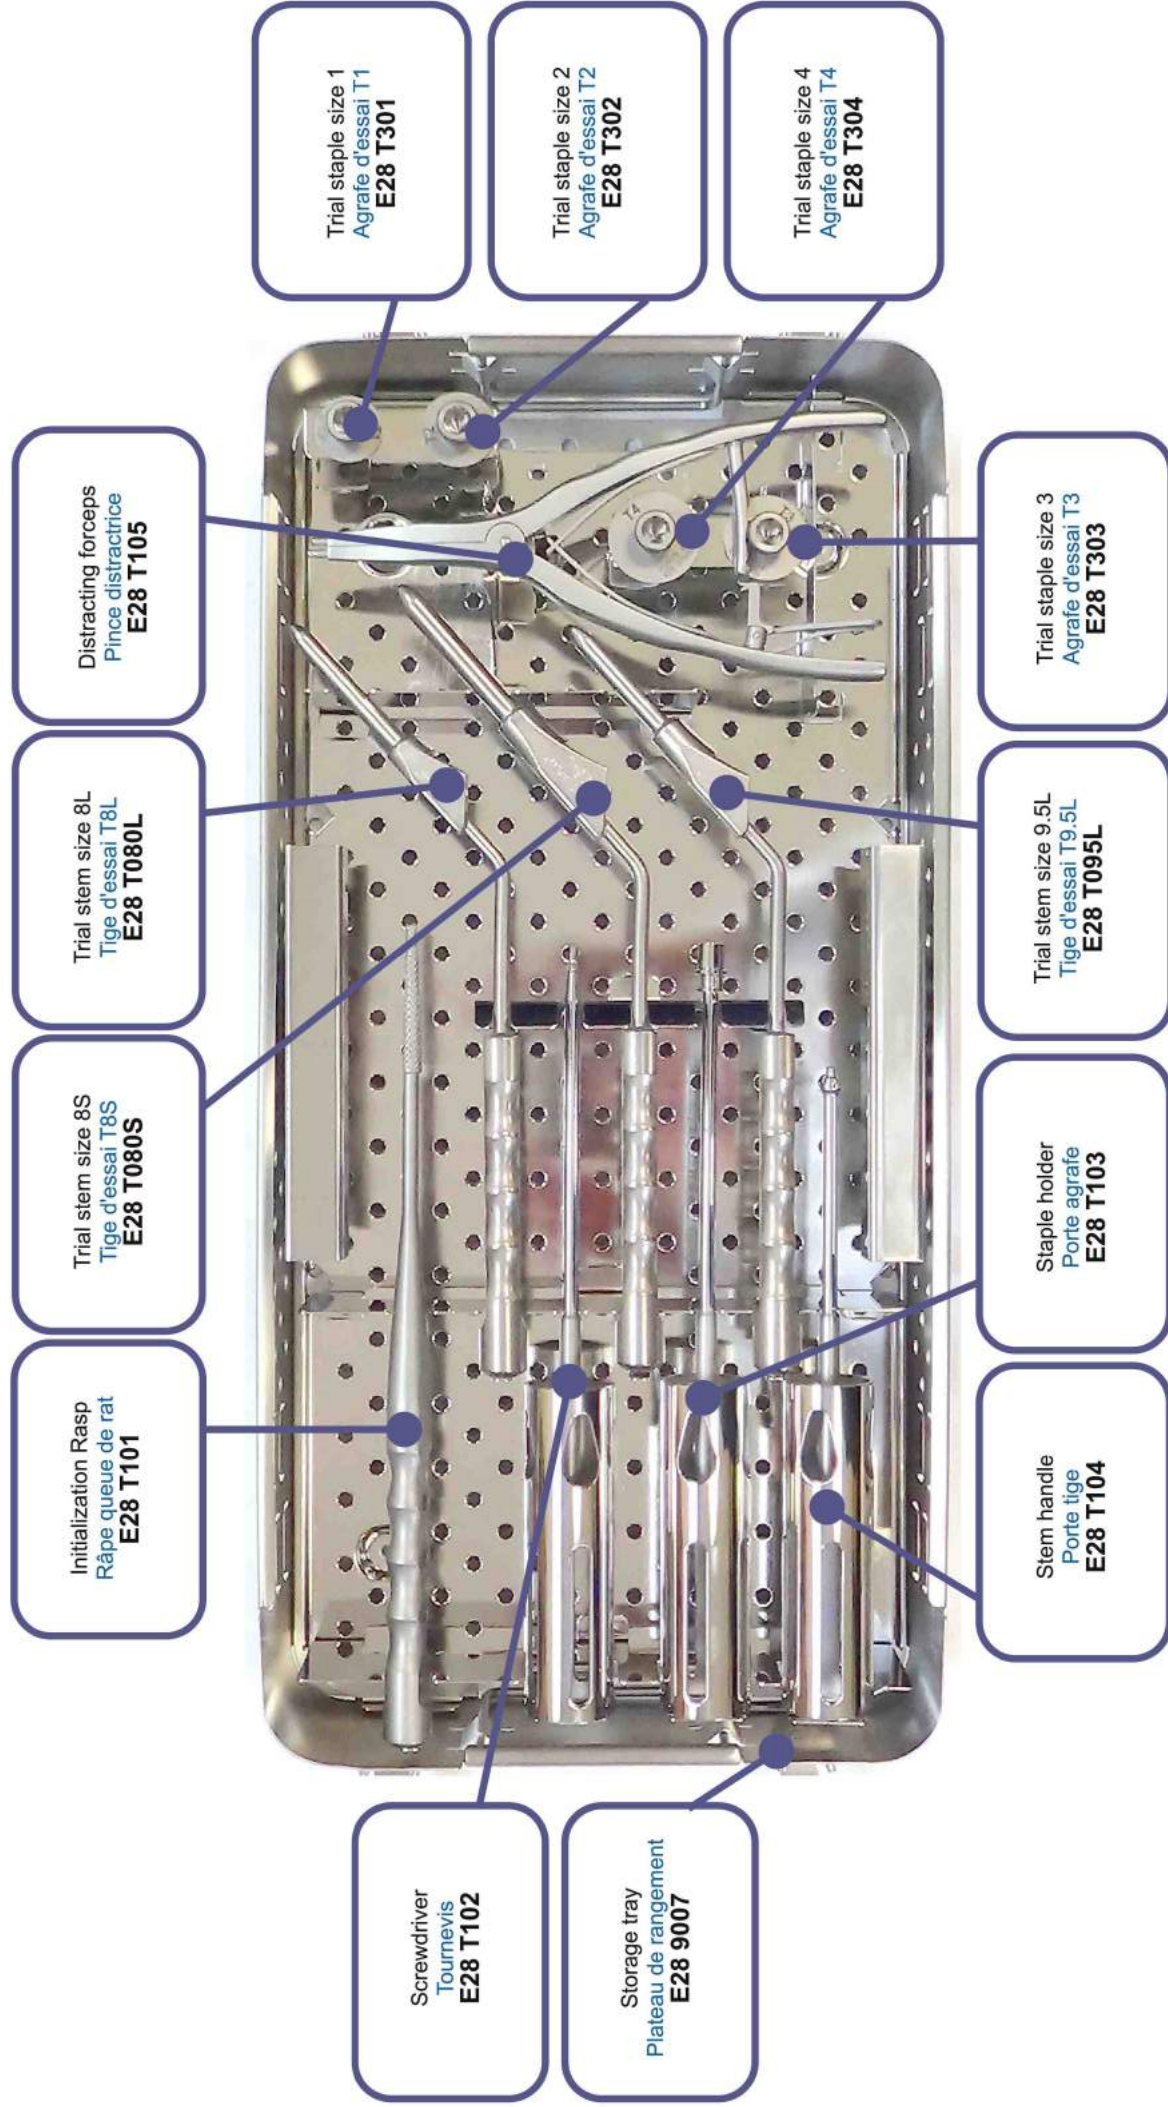 Initialization Rasp
Râpe queue de rat
E28 T101
Trial stem size 8S
Tige d'essai T8S
E28 T080S
Trial stem size 8L
Tige d'essai T8L
E28 T080L
Distracting forceps
Pince distractrice
E28 T105
Trial staple size 1
Agrafe d'essai T1
E28 T301
Trial staple size 2
Agrafe d'essai T2
E28 T302
Trial staple size 4
Agrafe d'essai T4
E28 T304
Screwdriver
Tournevis
E28 T102
Storage tray
Plateau de rangement
E28 9007
T4
Stem handle
Porte tige
E28 T104
Staple holder
Porte agrafe
E28 T103
Trial stem size 9.5L
Tige d'essai T9.5L
E28 T095L
Trial staple size 3
Agrafe d'essai T3
E28 T303